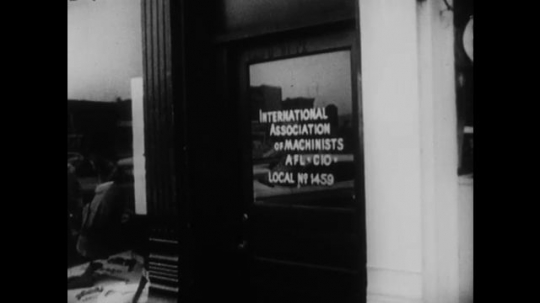 INTERNATIONAL
ASSOCIATION
OF MACHINISTS
AFL-CIO-
LOCAL No 1459